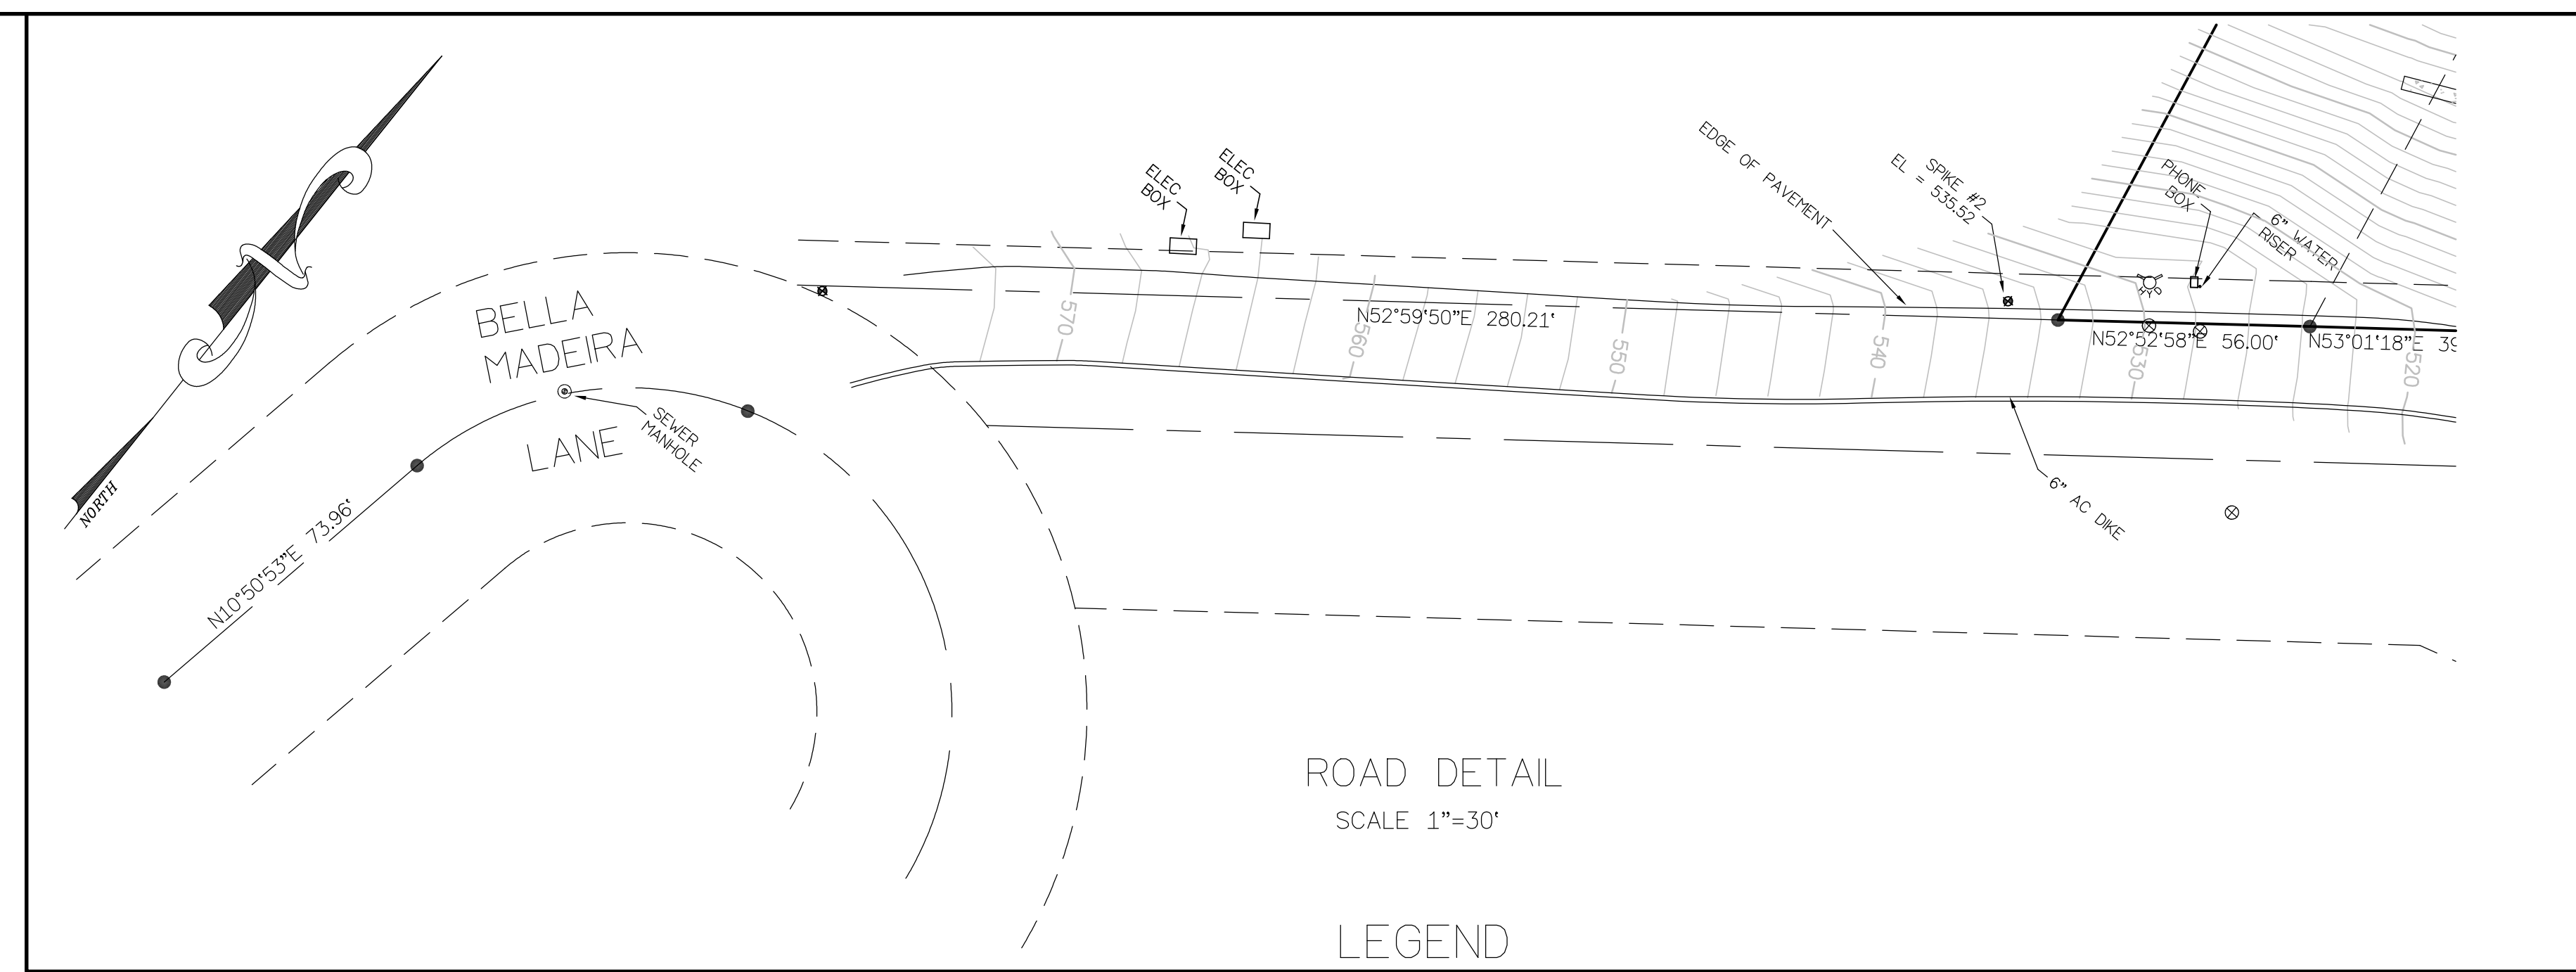 NORTH
BELLA
MADEIRA
LANE
SEWER
MANHOLE
N10°50'53"E 73.96'
ELEC
BOX
ELEC
BOX
EDGE OF PAVEMENT
SPIKE #2
EL = 535.52
PHONE
BOX
6" WATER
RISER
570
560
550
540
530
520
N52°59'50"E 280.21'
N52°52'58"E 56.00'
N53°01'18"E 39
6" AC DIKE
HYD
ROAD DETAIL
SCALE 1"=30'
LEGEND